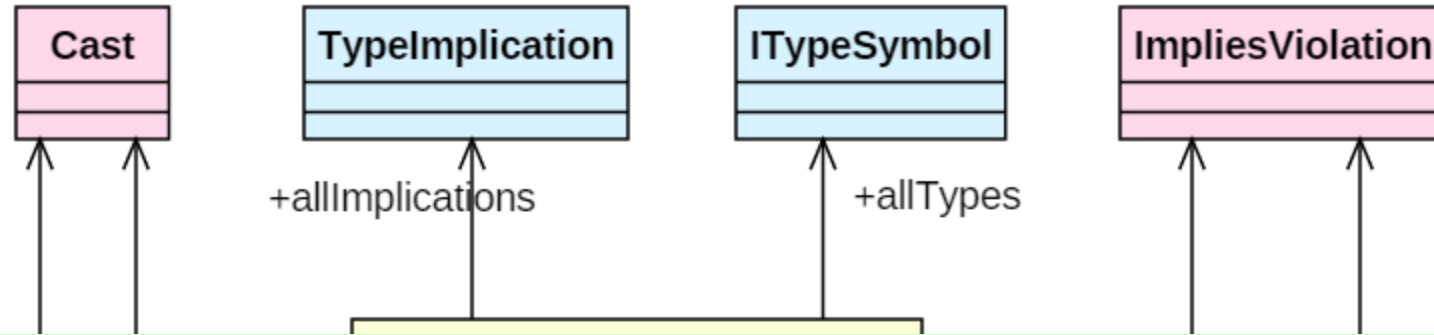 Cast
TypeImplication
ITypeSymbol
ImpliesViolation
+allImplications
+allTypes